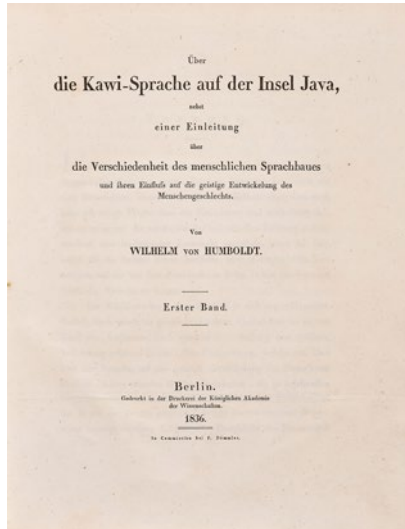 Über
die Kawi-Sprache auf der Insel Java,
nebst
einer Einleitung
über
die Verschiedenheit des menschlichen Sprachbaues
und ihren Einfluſs auf die geistige Entwickelung des
Menschengeschlechts.
Von
WILHELM VON HUMBOLDT.
Erster Band.
Berlin.
Gedruckt in der Druckerei der Königlichen Akademie
der Wissenschaften.
1836.
In Commission bei F. Dümmler.